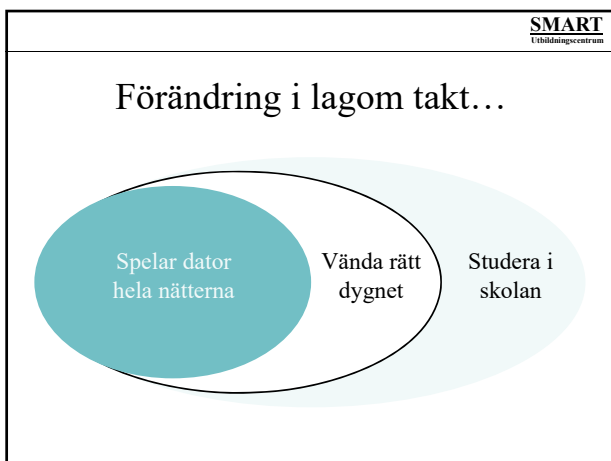 SMART
Utbildningscentrum
Förändring i lagom takt…
Spelar dator
hela nätterna
Vända rätt
dygnet
Studera i
skolan